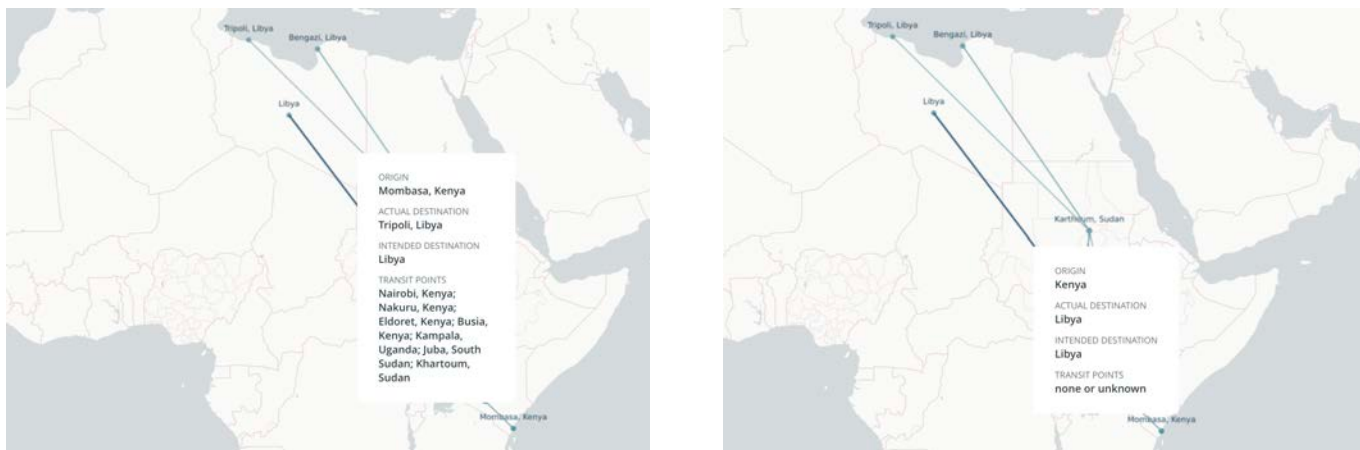 Tripoli, Libya
Bengazi, Libya
Libya
ORIGIN
Mombasa, Kenya
ACTUAL DESTINATION
Tripoli, Libya
INTENDED DESTINATION
Libya
TRANSIT POINTS
Nairobi, Kenya;
Nakuru, Kenya;
Eldoret, Kenya; Busia,
Kenya; Kampala,
Uganda; Juba, South
Sudan; Khartoum,
Sudan
Mombasa, Kenya
Tripoli, Libya
Bengazi, Libya
Libya
Karthoum, Sudan
ORIGIN
Kenya
ACTUAL DESTINATION
Libya
INTENDED DESTINATION
Libya
TRANSIT POINTS
none or unknown
Mombasa, Kenya